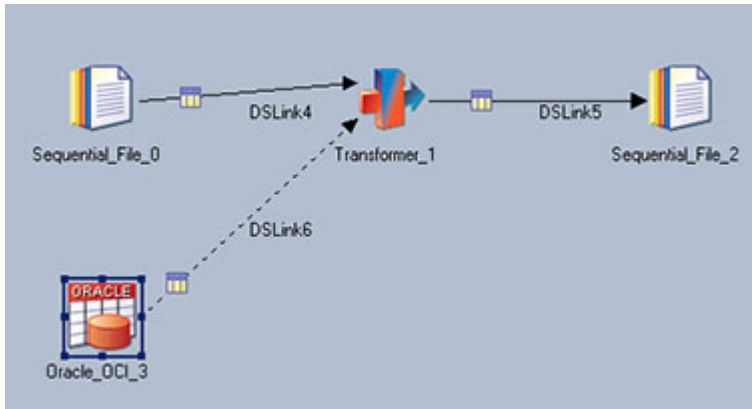 DSLink4
DSLink5
Sequential_File_0
Transformer_1
Sequential_File_2
DSLink6
ORACLE
Oracle_OCI_3